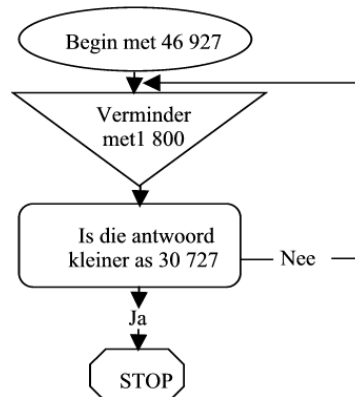 Begin met 46 927
Verminder
met1 800
Is die antwoord
kleiner as 30 727
Nee
Ja
STOP